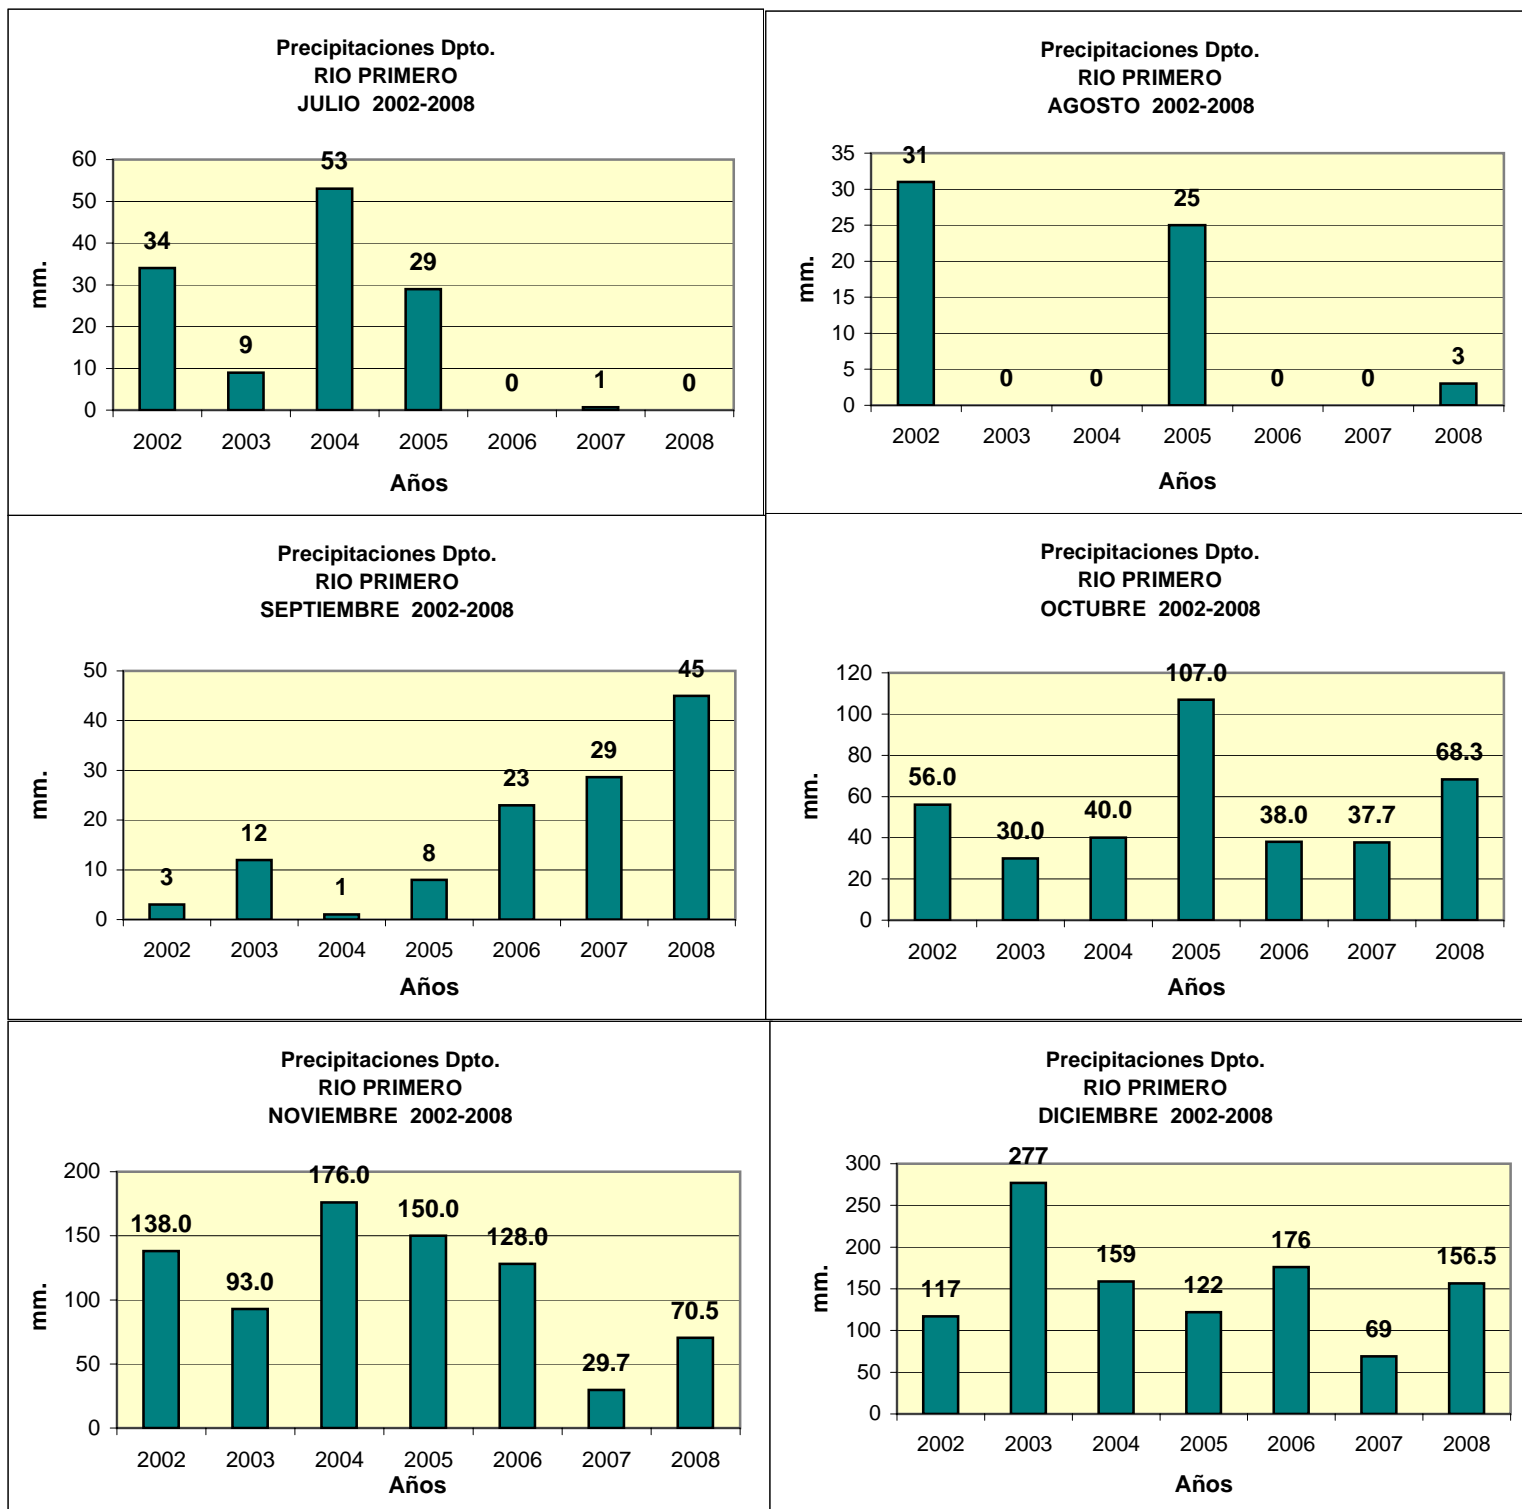 Precipitaciones Dpto.
RIO PRIMERO
JULIO 2002-2008
60
50
40
30
20
10
0
mm.
34
9
53
29
0
1
0
2002 2003 2004 2005 2006 2007 2008
Años
Precipitaciones Dpto.
RIO PRIMERO
AGOSTO 2002-2008
35
30
25
20
15
10
5
0
mm.
31
0
0
25
0
0
3
2002 2003 2004 2005 2006 2007 2008
Años
Precipitaciones Dpto.
RIO PRIMERO
SEPTIEMBRE 2002-2008
50
40
30
20
10
0
mm.
3
12
1
8
23
29
45
2002 2003 2004 2005 2006 2007 2008
Años
Precipitaciones Dpto.
RIO PRIMERO
OCTUBRE 2002-2008
120
100
80
60
40
20
0
mm.
56.0
30.0
40.0
107.0
38.0
37.7
68.3
2002 2003 2004 2005 2006 2007 2008
Años
Precipitaciones Dpto.
RIO PRIMERO
NOVIEMBRE 2002-2008
200
150
100
50
0
mm.
138.0
93.0
176.0
150.0
128.0
29.7
70.5
2002 2003 2004 2005 2006 2007 2008
Años
Precipitaciones Dpto.
RIO PRIMERO
DICIEMBRE 2002-2008
300
250
200
150
100
50
0
mm.
117
277
159
122
176
69
156.5
2002 2003 2004 2005 2006 2007 2008
Años